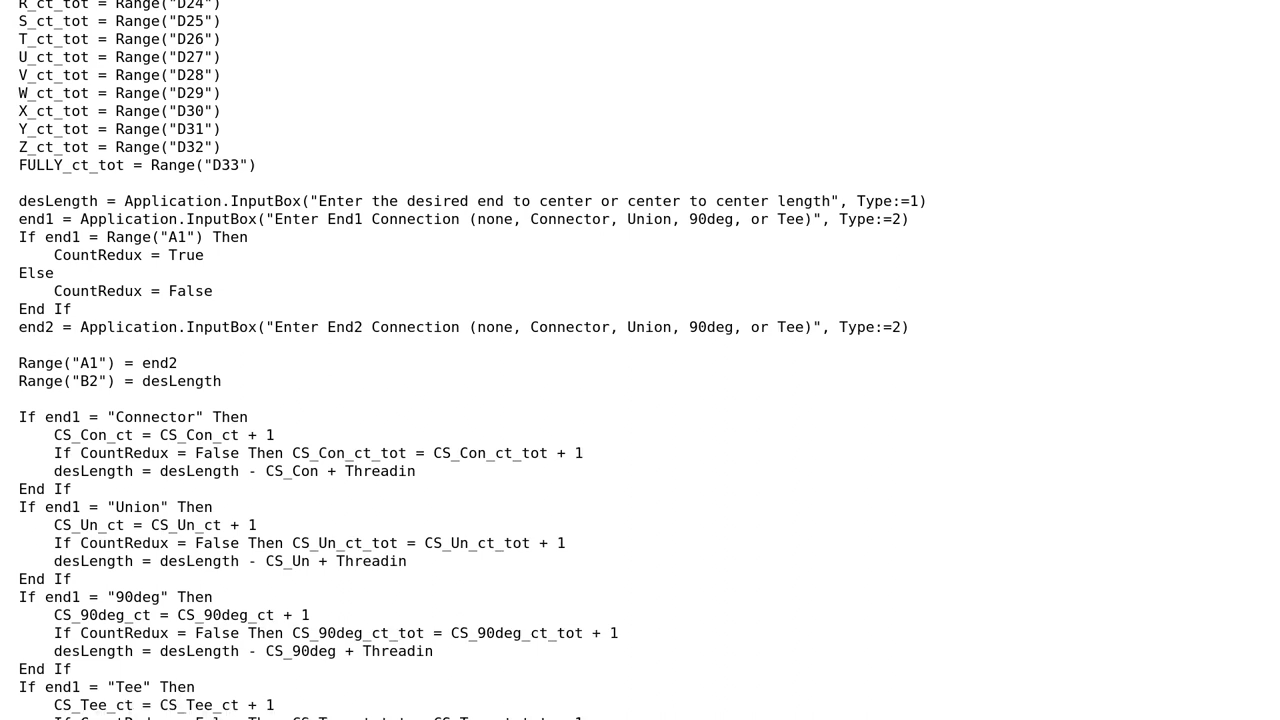 R_ct_tot = Range("D24")
S_ct_tot = Range("D25")
T_ct_tot = Range("D26")
U_ct_tot = Range("D27")
V_ct_tot = Range("D28")
W_ct_tot = Range("D29")
X_ct_tot = Range("D30")
Y_ct_tot = Range("D31")
Z_ct_tot = Range("D32")
FULLY_ct_tot = Range("D33")

desLength = Application.InputBox("Enter the desired end to center or center to center length", Type:=1)
end1 = Application.InputBox("Enter End1 Connection (none, Connector, Union, 90deg, or Tee)", Type:=2)
If end1 = Range("A1") Then
    CountRedux = True
Else
    CountRedux = False
End If
end2 = Application.InputBox("Enter End2 Connection (none, Connector, Union, 90deg, or Tee)", Type:=2)

Range("A1") = end2
Range("B2") = desLength

If end1 = "Connector" Then
    CS_Con_ct = CS_Con_ct + 1
    If CountRedux = False Then CS_Con_ct_tot = CS_Con_ct_tot + 1
    desLength = desLength - CS_Con + Threadin
End If
If end1 = "Union" Then
    CS_Un_ct = CS_Un_ct + 1
    If CountRedux = False Then CS_Un_ct_tot = CS_Un_ct_tot + 1
    desLength = desLength - CS_Un + Threadin
End If
If end1 = "90deg" Then
    CS_90deg_ct = CS_90deg_ct + 1
    If CountRedux = False Then CS_90deg_ct_tot = CS_90deg_ct_tot + 1
    desLength = desLength - CS_90deg + Threadin
End If
If end1 = "Tee" Then
    CS_Tee_ct = CS_Tee_ct + 1